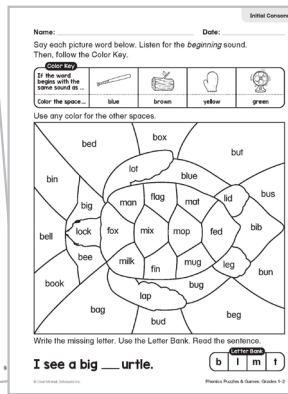 Initial Consona
Name: Date:
Say each picture word below. Listen for the beginning sound.
Then, follow the Color Key.
Color Key
If the word
begins with the
same sound as ...
Color the space... blue brown yellow green
Use any color for the other spaces.
bed
box
but
bin
lot
blue
big
man
flag
mat
lid
bus
bell
lock
fox
mix
mop
fed
bib
bee
milk
fin
mug
leg
bun
book
lap
bug
bag
bud
beg
Write the missing letter. Use the Letter Bank. Read the sentence.
I see a big ___ urtle.
Letter Bank
b l m t
Phonics Puzzles & Games: Grades 1-2